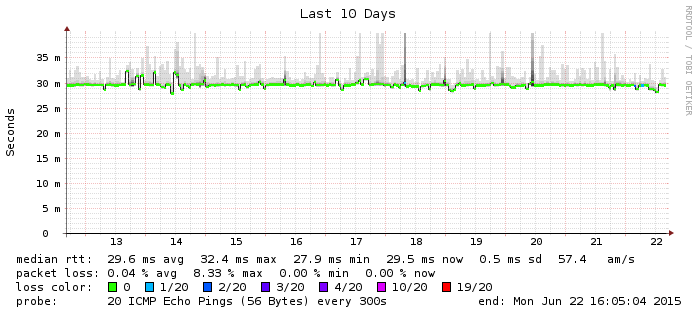 Last 10 Days
RRDTOOL / TOBI OETIKER
Seconds
35 m
30 m
25 m
20 m
15 m
10 m
5 m
0
13 14 15 16 17 18 19 20 21 22
median rtt: 29.6 ms avg 32.4 ms max 27.9 ms min 29.5 ms now 0.5 ms sd 57.4 am/s
packet loss: 0.04 % avg 8.33 % max 0.00 % min 0.00 % now
loss color: 0 1/20 2/20 3/20 4/20 10/20 19/20
probe: 20 ICMP Echo Pings (56 Bytes) every 300s end: Mon Jun 22 16:05:04 2015